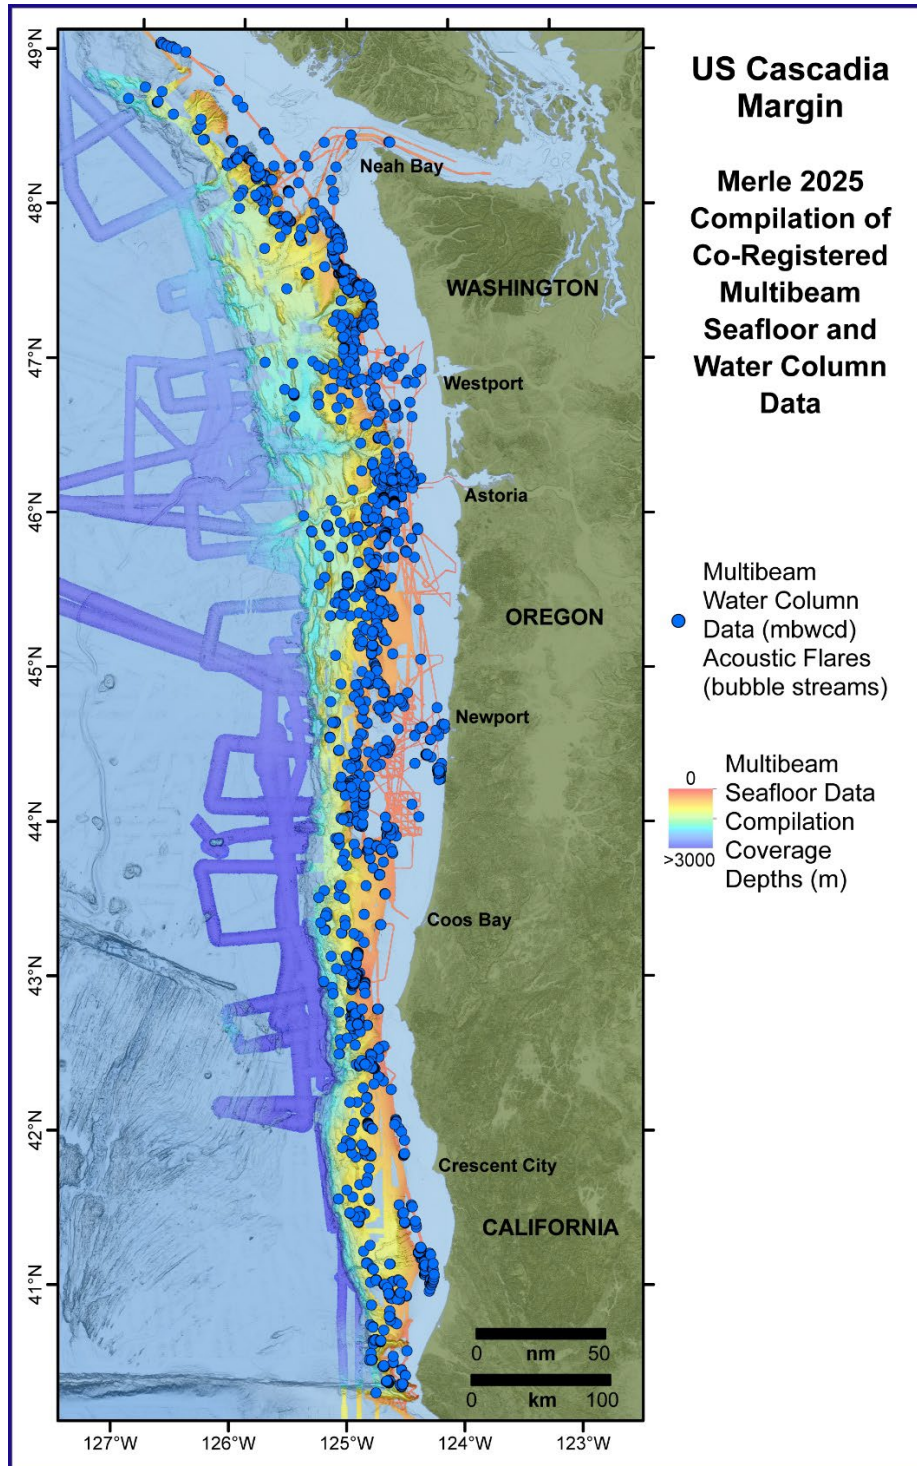 US Cascadia
Margin
Merle 2025
Compilation of
Co-Registered
Multibeam
Seafloor and
Water Column
Data
Multibeam
Water Column
Data (mbwcd)
Acoustic Flares
(bubble streams)
0
>3000
Multibeam
Seafloor Data
Compilation
Coverage
Depths (m)
49°N
48°N
47°N
46°N
45°N
44°N
43°N
42°N
41°N
Neah Bay
WASHINGTON
Westport
Astoria
OREGON
Newport
Coos Bay
Crescent City
CALIFORNIA
0 nm 50
0 km 100
127°W 126°W 125°W 124°W 123°W